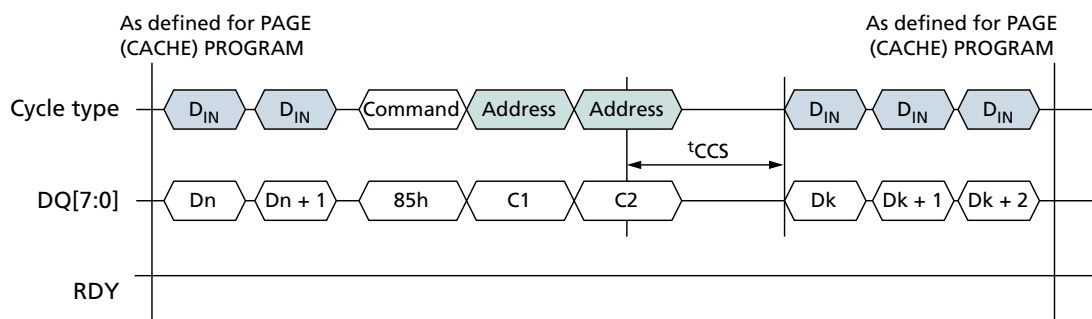 As defined for PAGE
(CACHE) PROGRAM
As defined for PAGE
(CACHE) PROGRAM
Cycle type
DIN
DIN
Command
Address
Address
DIN
DIN
DIN
tCCS
DQ[7:0]
Dn
Dn + 1
85h
C1
C2
Dk
Dk + 1
Dk + 2
RDY